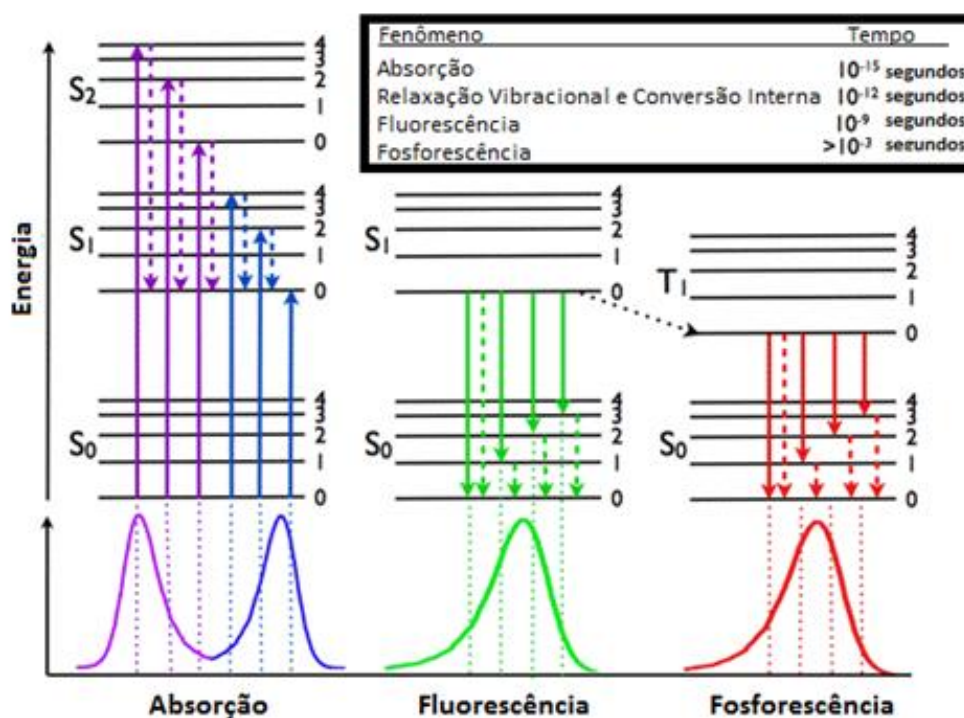 Fenômeno Tempo
Absorção 10⁻¹⁵ segundos
Relaxação Vibracional e Conversão Interna 10⁻¹² segundos
Fluorescência 10⁻⁹ segundos
Fosforescência >10⁻³ segundos
Energia
S₂
4
3
2
1
0
S₁
4
3
2
1
0
S₀
4
3
2
1
0
S₁
4
3
2
1
0
S₀
4
3
2
1
0
T₁
4
3
2
1
0
S₀
4
3
2
1
0
Absorção Fluorescência Fosforescência